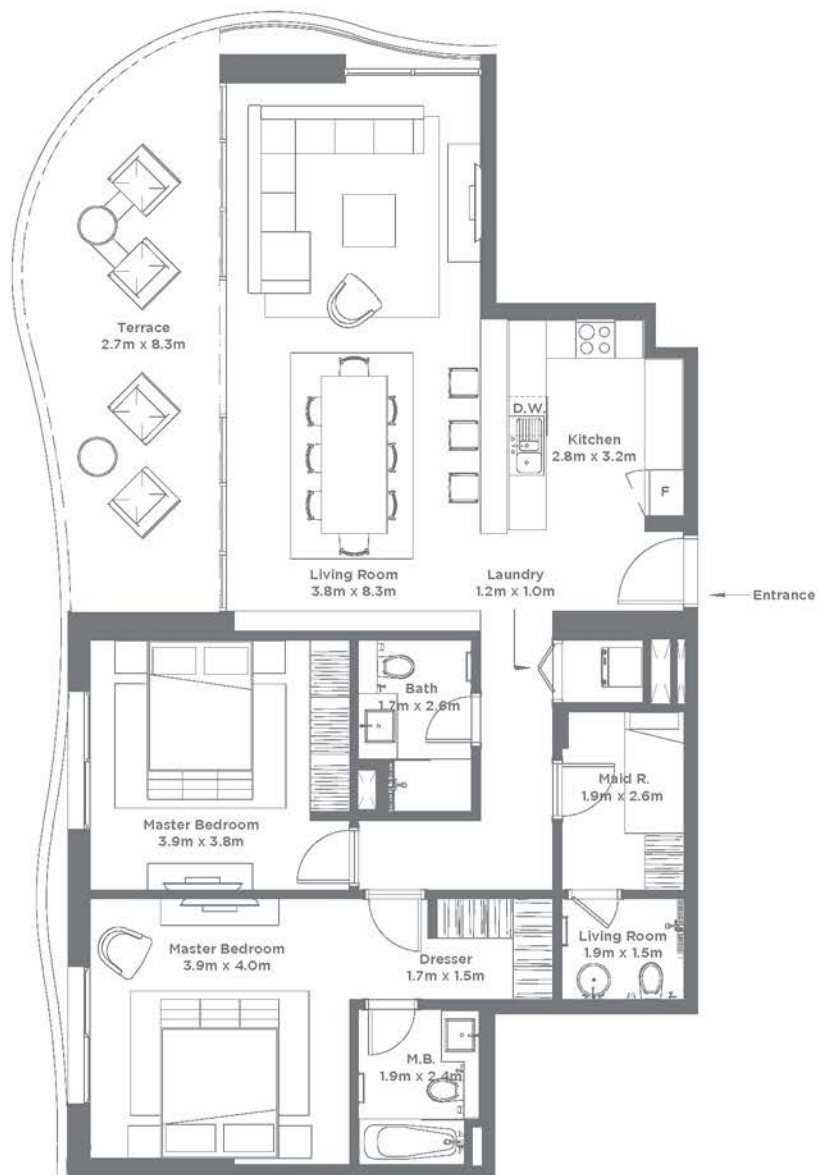 Terrace
2.7m x 8.3m
D.W.
Kitchen
2.8m x 3.2m
F
Living Room
3.8m x 8.3m
Laundry
1.2m x 1.0m
Entrance
Bath
1.7m x 2.6m
Maid R.
1.9m x 2.6m
Master Bedroom
3.9m x 3.8m
Master Bedroom
3.9m x 4.0m
Dresser
1.7m x 1.5m
Living Room
1.9m x 1.5m
M.B.
1.9m x 2.4m